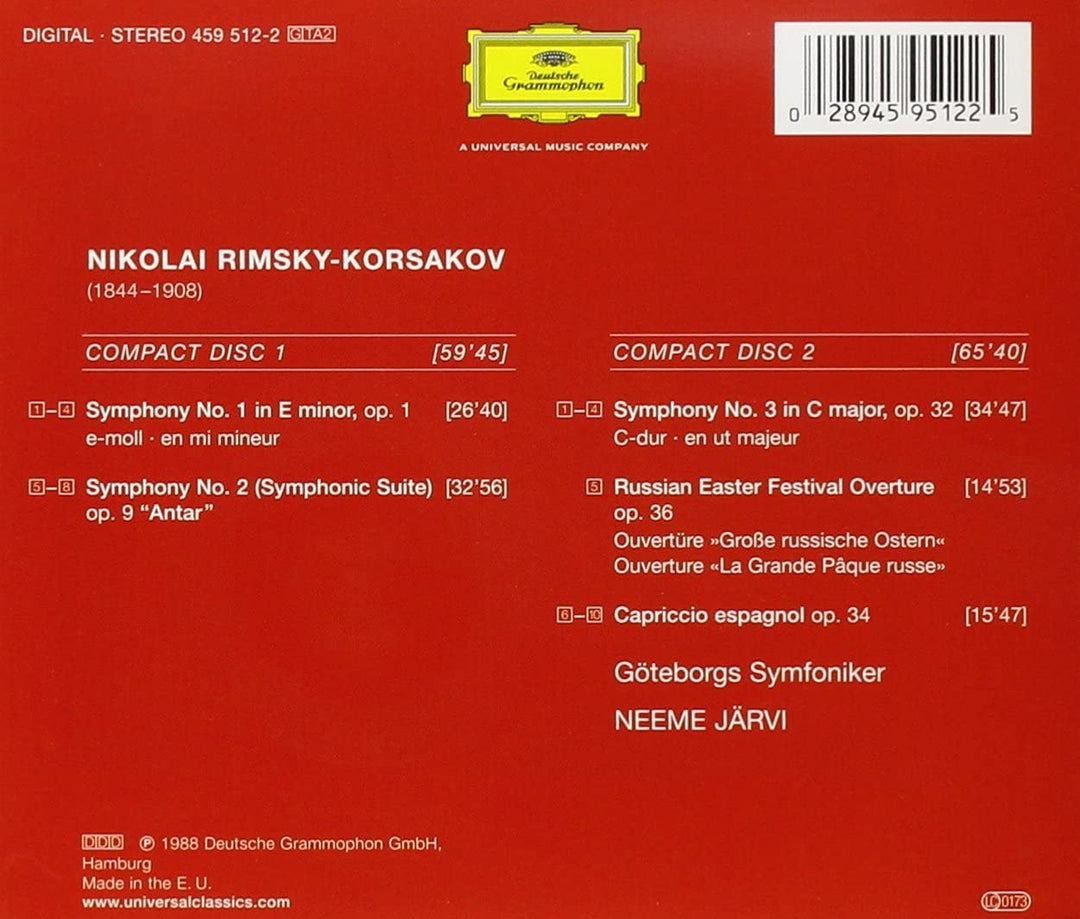 DIGITAL · STEREO 459 512-2 GTA2
Deutsche
Grammophon
A UNIVERSAL MUSIC COMPANY
0 28945 95122 5
NIKOLAI RIMSKY-KORSAKOV
(1844–1908)
COMPACT DISC 1 [59’45]
1–4 Symphony No. 1 in E minor, op. 1 [26’40]
e-moll · en mi mineur
5–8 Symphony No. 2 (Symphonic Suite) [32’56]
op. 9 “Antar”
COMPACT DISC 2 [65’40]
1–4 Symphony No. 3 in C major, op. 32 [34’47]
C-dur · en ut majeur
5 Russian Easter Festival Overture [14’53]
op. 36
Ouvertüre »Große russische Ostern«
Ouverture «La Grande Pâque russe»
6–10 Capriccio espagnol op. 34 [15’47]
Göteborgs Symfoniker
NEEME JÄRVI
DDD ℗ 1988 Deutsche Grammophon GmbH,
Hamburg
Made in the E. U.
www.universalclassics.com
LC 0173